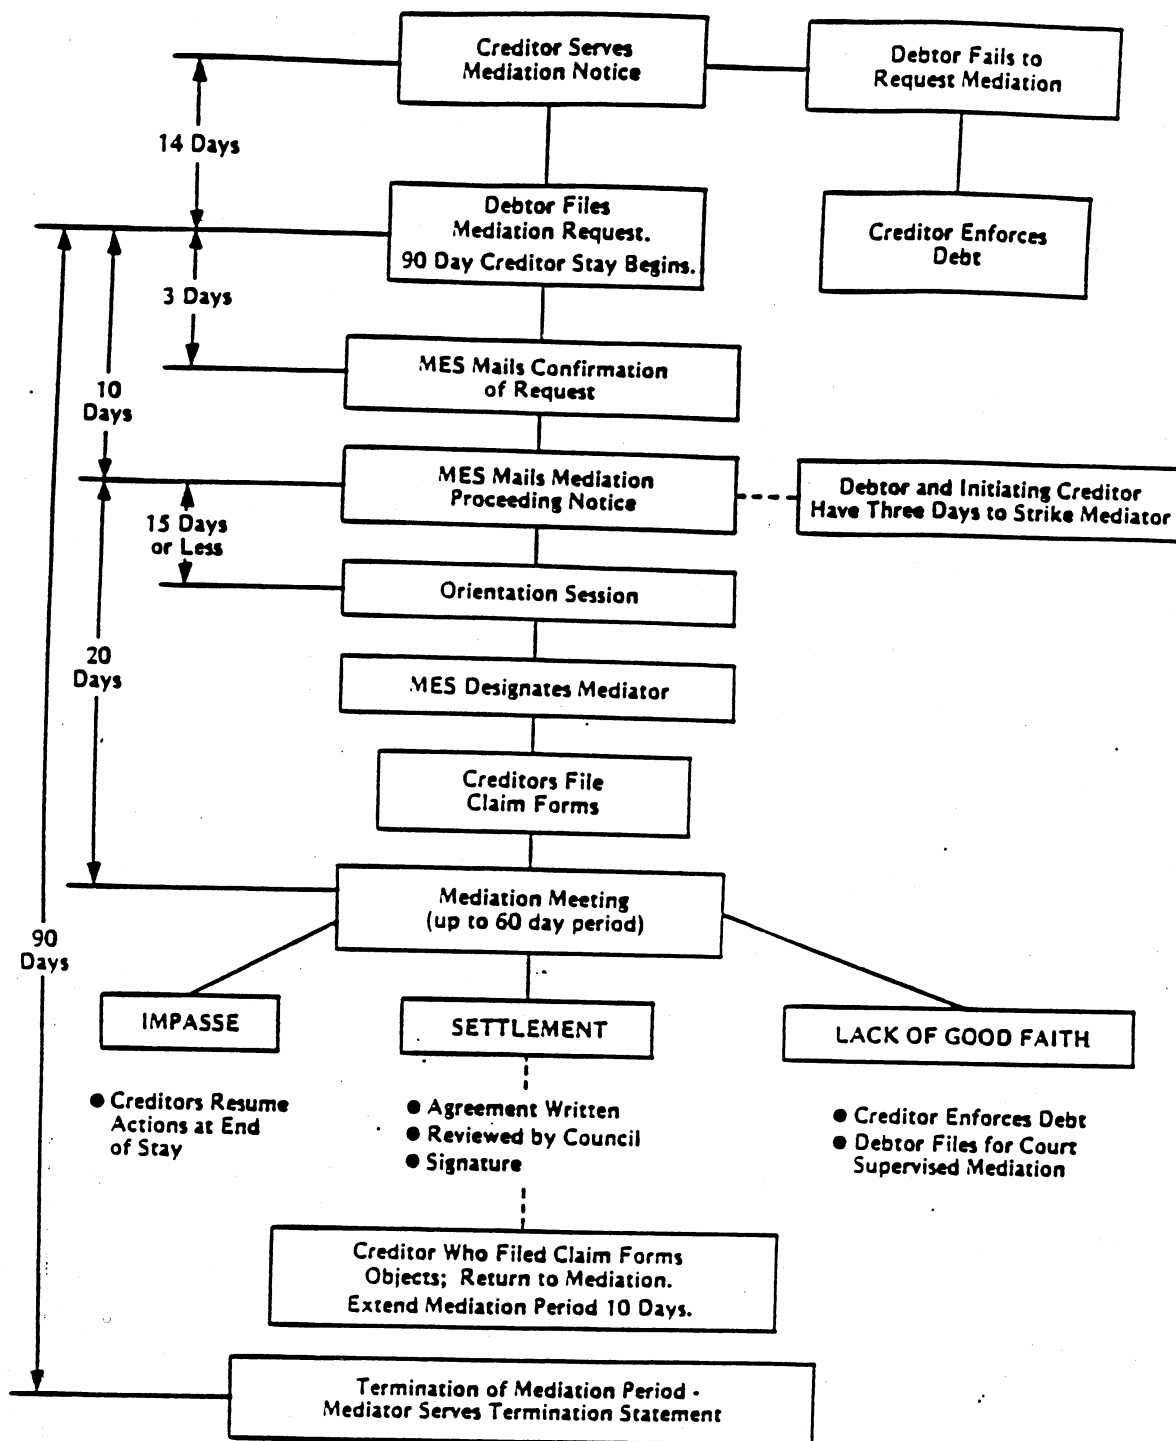 Creditor Serves
Mediation Notice
Debtor Fails to
Request Mediation
14 Days
Debtor Files
Mediation Request.
90 Day Creditor Stay Begins.
Creditor Enforces
Debt
3 Days
MES Mails Confirmation
of Request
10
Days
MES Mails Mediation
Proceeding Notice
Debtor and Initiating Creditor
Have Three Days to Strike Mediator
15 Days
or Less
Orientation Session
20
Days
MES Designates Mediator
Creditors File
Claim Forms
Mediation Meeting
(up to 60 day period)
90
Days
IMPASSE
SETTLEMENT
LACK OF GOOD FAITH
● Creditors Resume
Actions at End
of Stay
● Agreement Written
● Reviewed by Council
● Signature
● Creditor Enforces Debt
● Debtor Files for Court
Supervised Mediation
Creditor Who Filed Claim Forms
Objects; Return to Mediation.
Extend Mediation Period 10 Days.
Termination of Mediation Period -
Mediator Serves Termination Statement